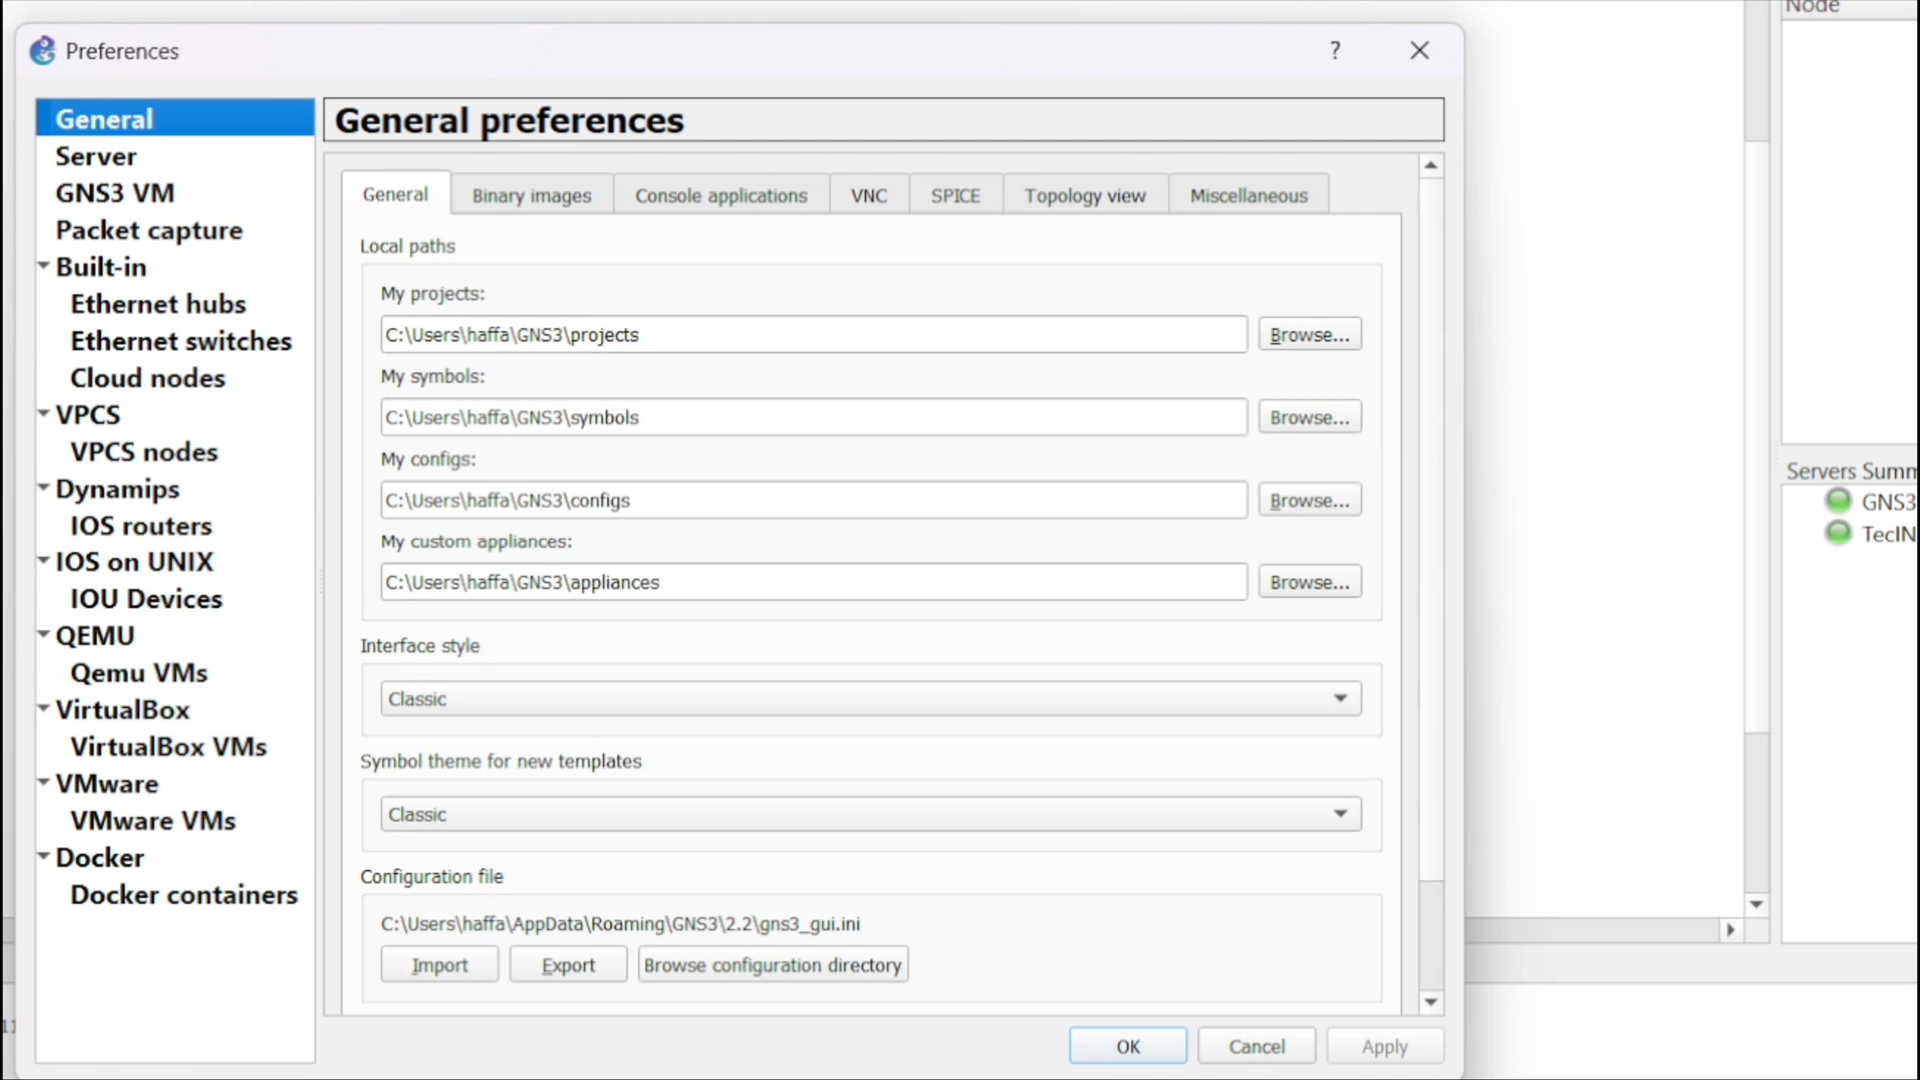 Node
Preferences
?
General
Server
GNS3 VM
Packet capture
Built-in
Ethernet hubs
Ethernet switches
Cloud nodes
VPCS
VPCS nodes
Dynamips
IOS routers
IOS on UNIX
IOU Devices
QEMU
Qemu VMs
VirtualBox
VirtualBox VMs
VMware
VMware VMs
Docker
Docker containers
General preferences
General Binary images Console applications VNC SPICE Topology view Miscellaneous
Local paths
My projects:
C:\Users\haffa\GNS3\projects Browse...
My symbols:
C:\Users\haffa\GNS3\symbols Browse...
My configs:
C:\Users\haffa\GNS3\configs Browse...
My custom appliances:
C:\Users\haffa\GNS3\appliances Browse...
Interface style
Classic
Symbol theme for new templates
Classic
Configuration file
C:\Users\haffa\AppData\Roaming\GNS3\2.2\gns3_gui.ini
Import Export Browse configuration directory
OK Cancel Apply
Servers Summ
GNS3
TecIN